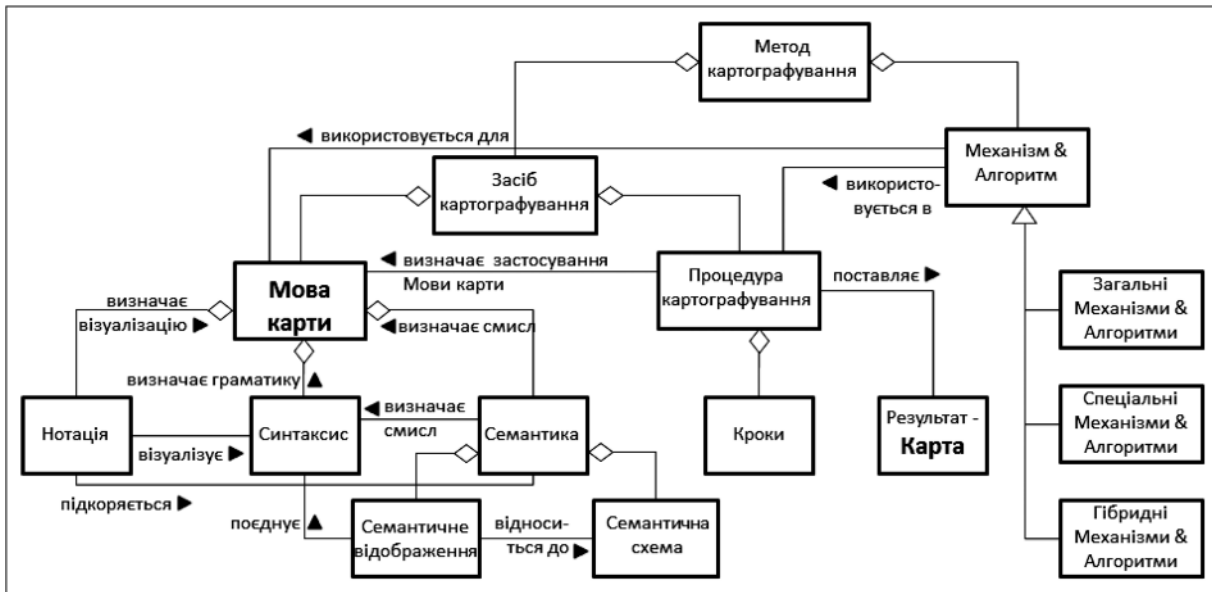 Метод
картографування
◄ використовується для
Механізм &
Алгоритм
Засіб
картографування
◄ використо-
вується в
◄ визначає застосування
Мови карти
Процедура
картографування
поставляє ►
Мова
карти
визначає
візуалізацію ►
◄ визначає смисл
Загальні
Механізми &
Алгоритми
визначає граматику ▲
Нотація
візуалізує ►
Синтаксис
◄ визначає
смисл
Семантика
Кроки
Результат -
Карта
Спеціальні
Механізми &
Алгоритми
підкоряється ►
поєднує ▲
Семантичне
відображення
відноси-
ться до ►
Семантична
схема
Гібридні
Механізми &
Алгоритми